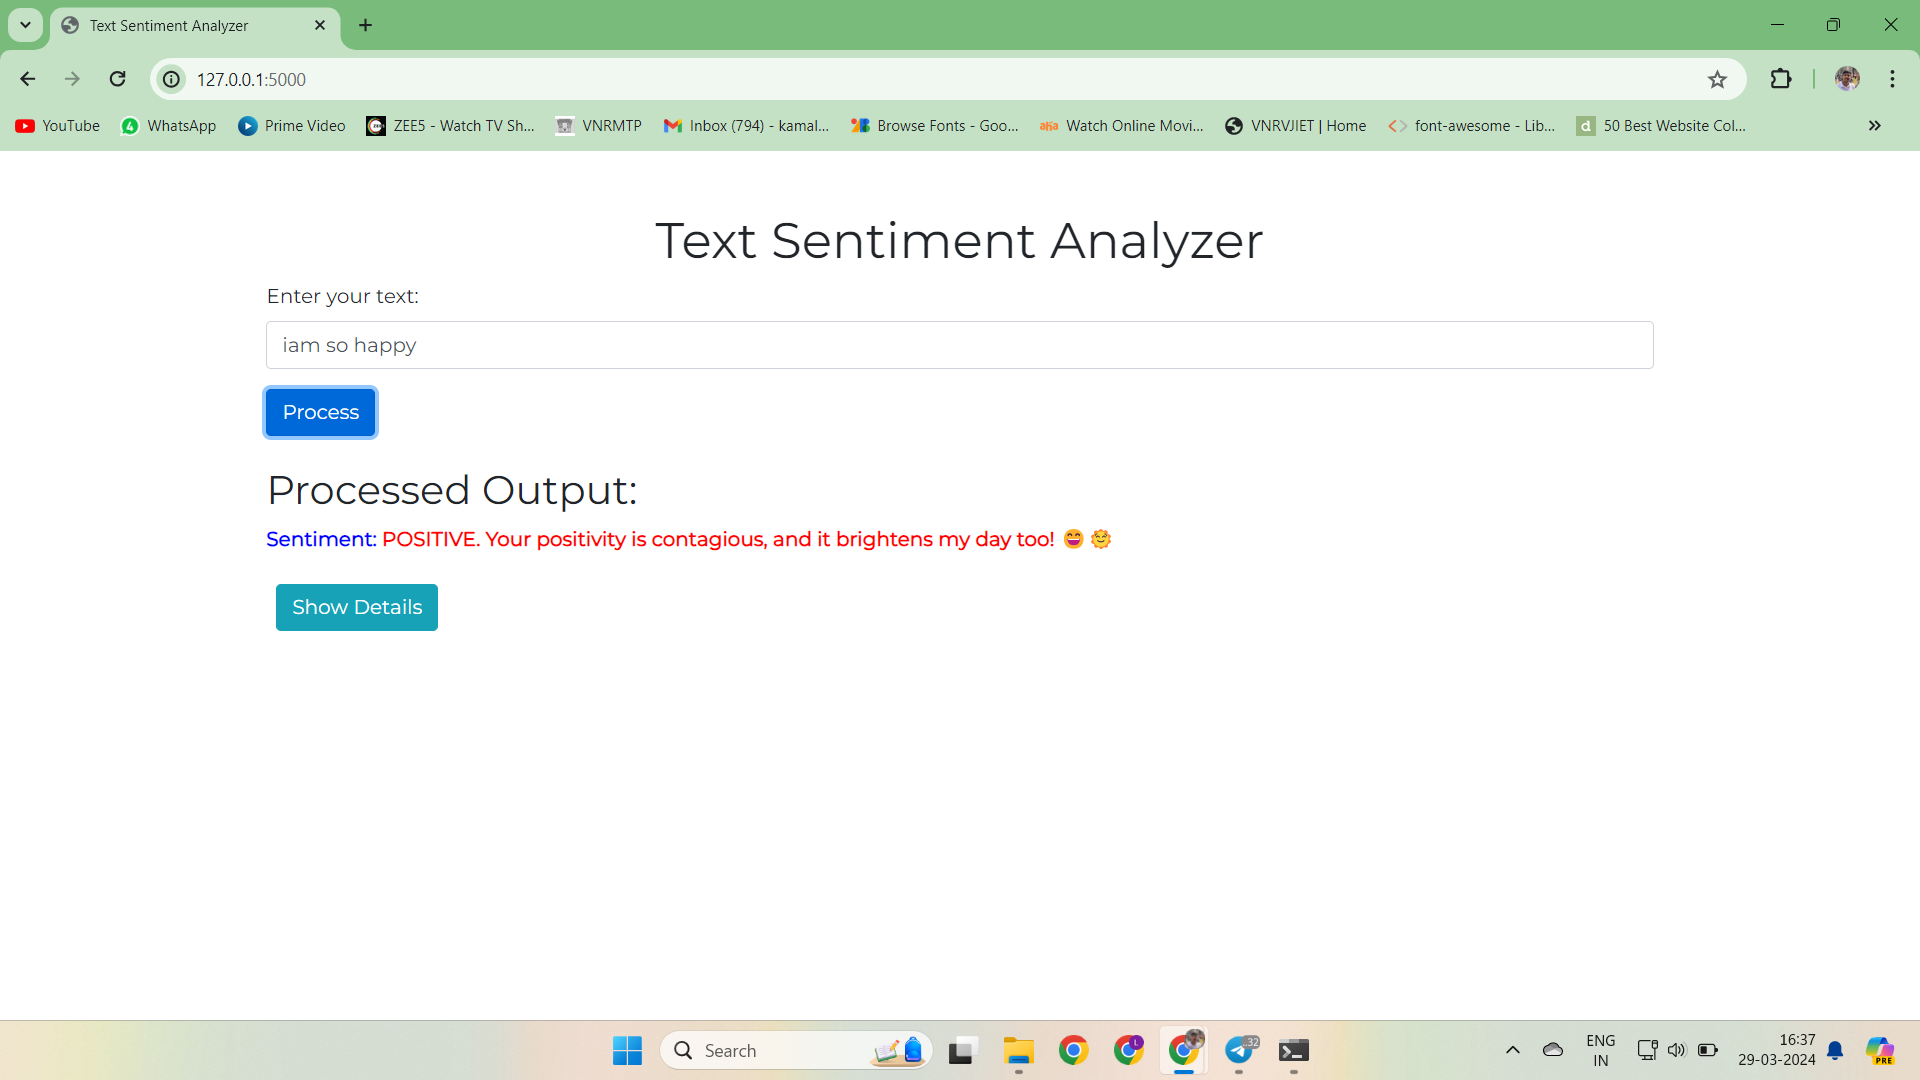 Text Sentiment Analyzer
127.0.0.1:5000
YouTube WhatsApp Prime Video ZEE5 - Watch TV Sh... VNRMTP Inbox (794) - kamal... Browse Fonts - Goo... aha Watch Online Movi... VNRVJIET | Home font-awesome - Lib... d 50 Best Website Col...
Text Sentiment Analyzer
Enter your text:
iam so happy
Process
Processed Output:
Sentiment: POSITIVE. Your positivity is contagious, and it brightens my day too! 😄 🌞
Show Details
Search L ..32 ENG 16:37
IN 29-03-2024 PRE